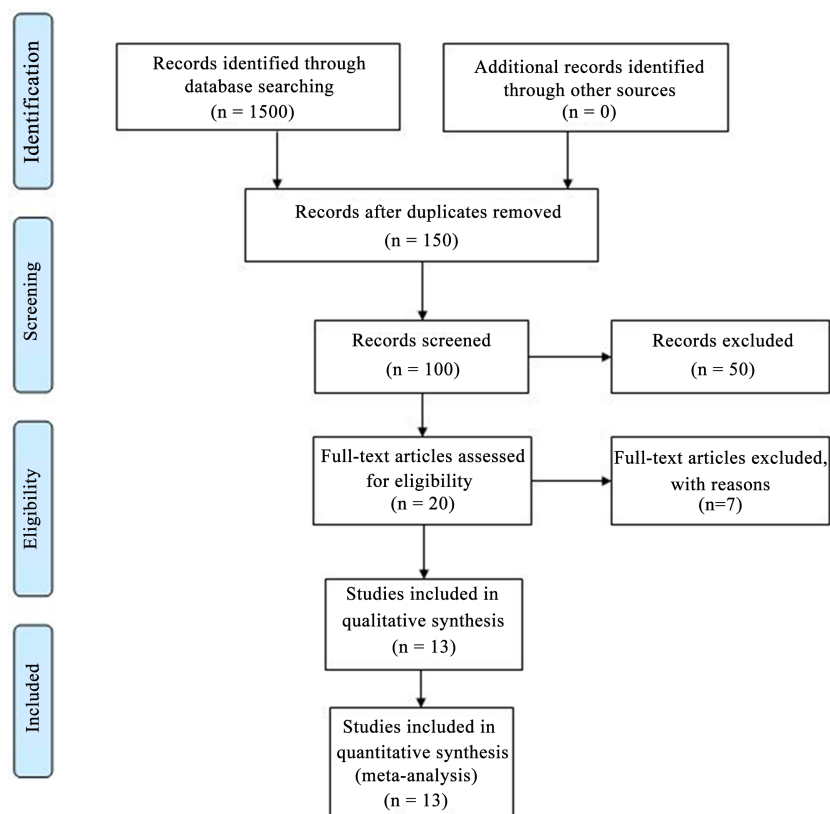 Identification
Records identified through
database searching
(n = 1500)
Additional records identified
through other sources
(n = 0)
Records after duplicates removed
(n = 150)
Screening
Records screened
(n = 100)
Records excluded
(n = 50)
Eligibility
Full-text articles assessed
for eligibility
(n = 20)
Full-text articles excluded,
with reasons
(n=7)
Studies included in
qualitative synthesis
(n = 13)
Included
Studies included in
quantitative synthesis
(meta-analysis)
(n = 13)